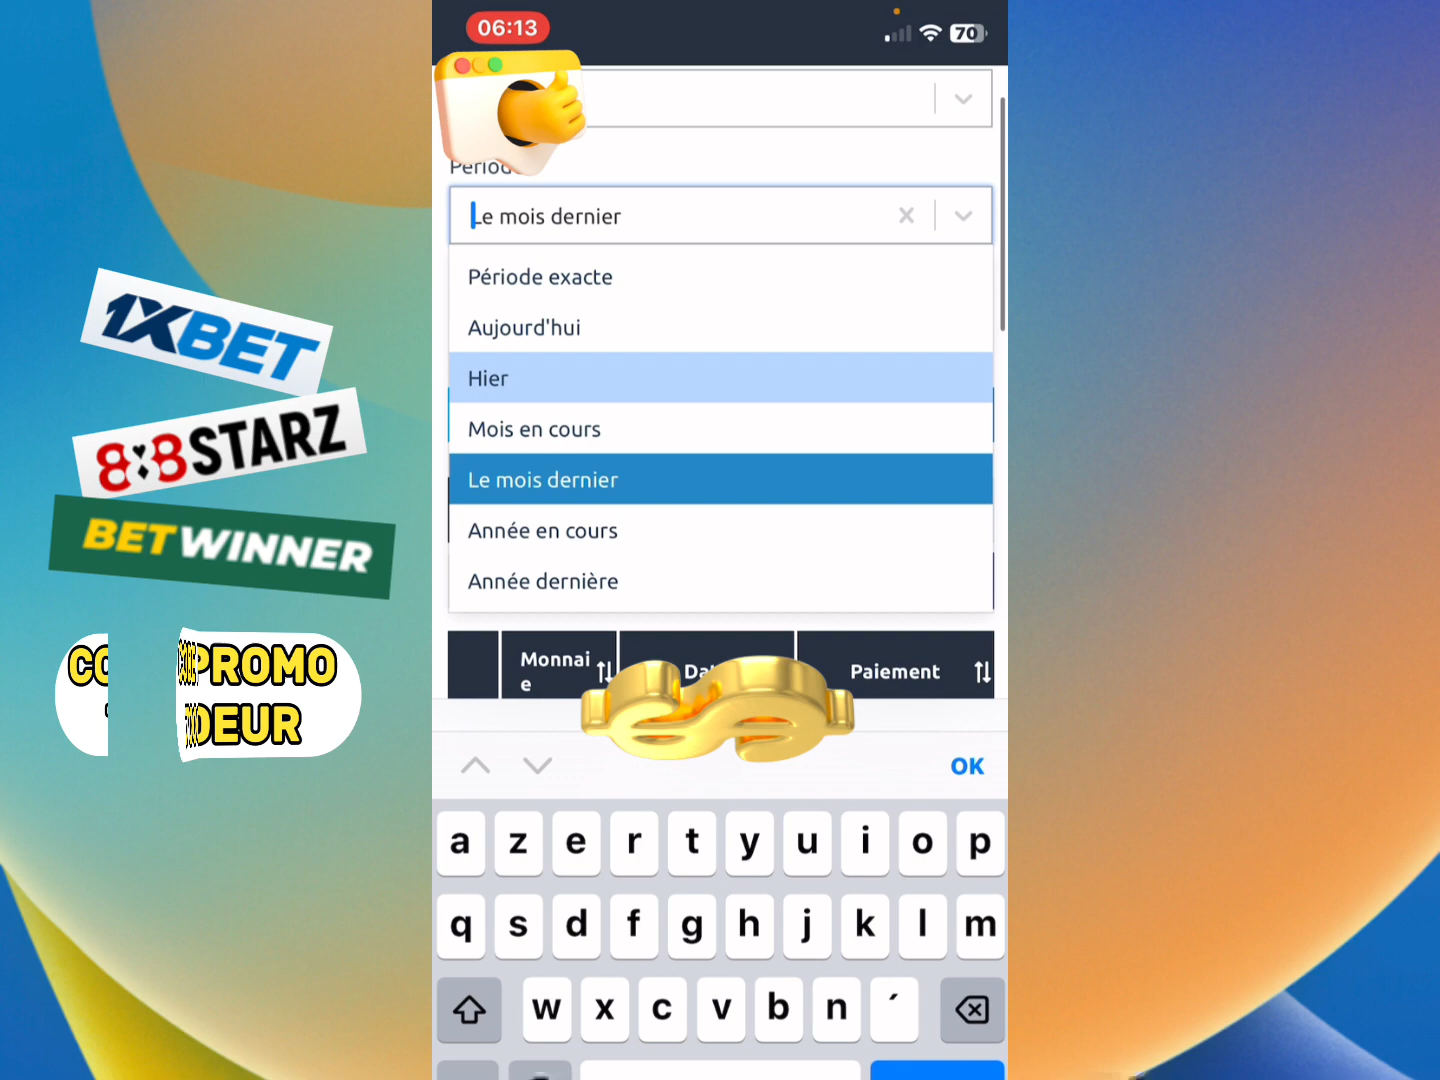 06:13
70
Période
Le mois dernier
Période exacte
Aujourd'hui
Hier
Mois en cours
Le mois dernier
Année en cours
Année dernière
Monnai
e
Paiement
OK
a z e r t y u i o p
q s d f g h j k l m
w x c v b n ´
1XBET
888STARZ
BETWINNER
PROMO